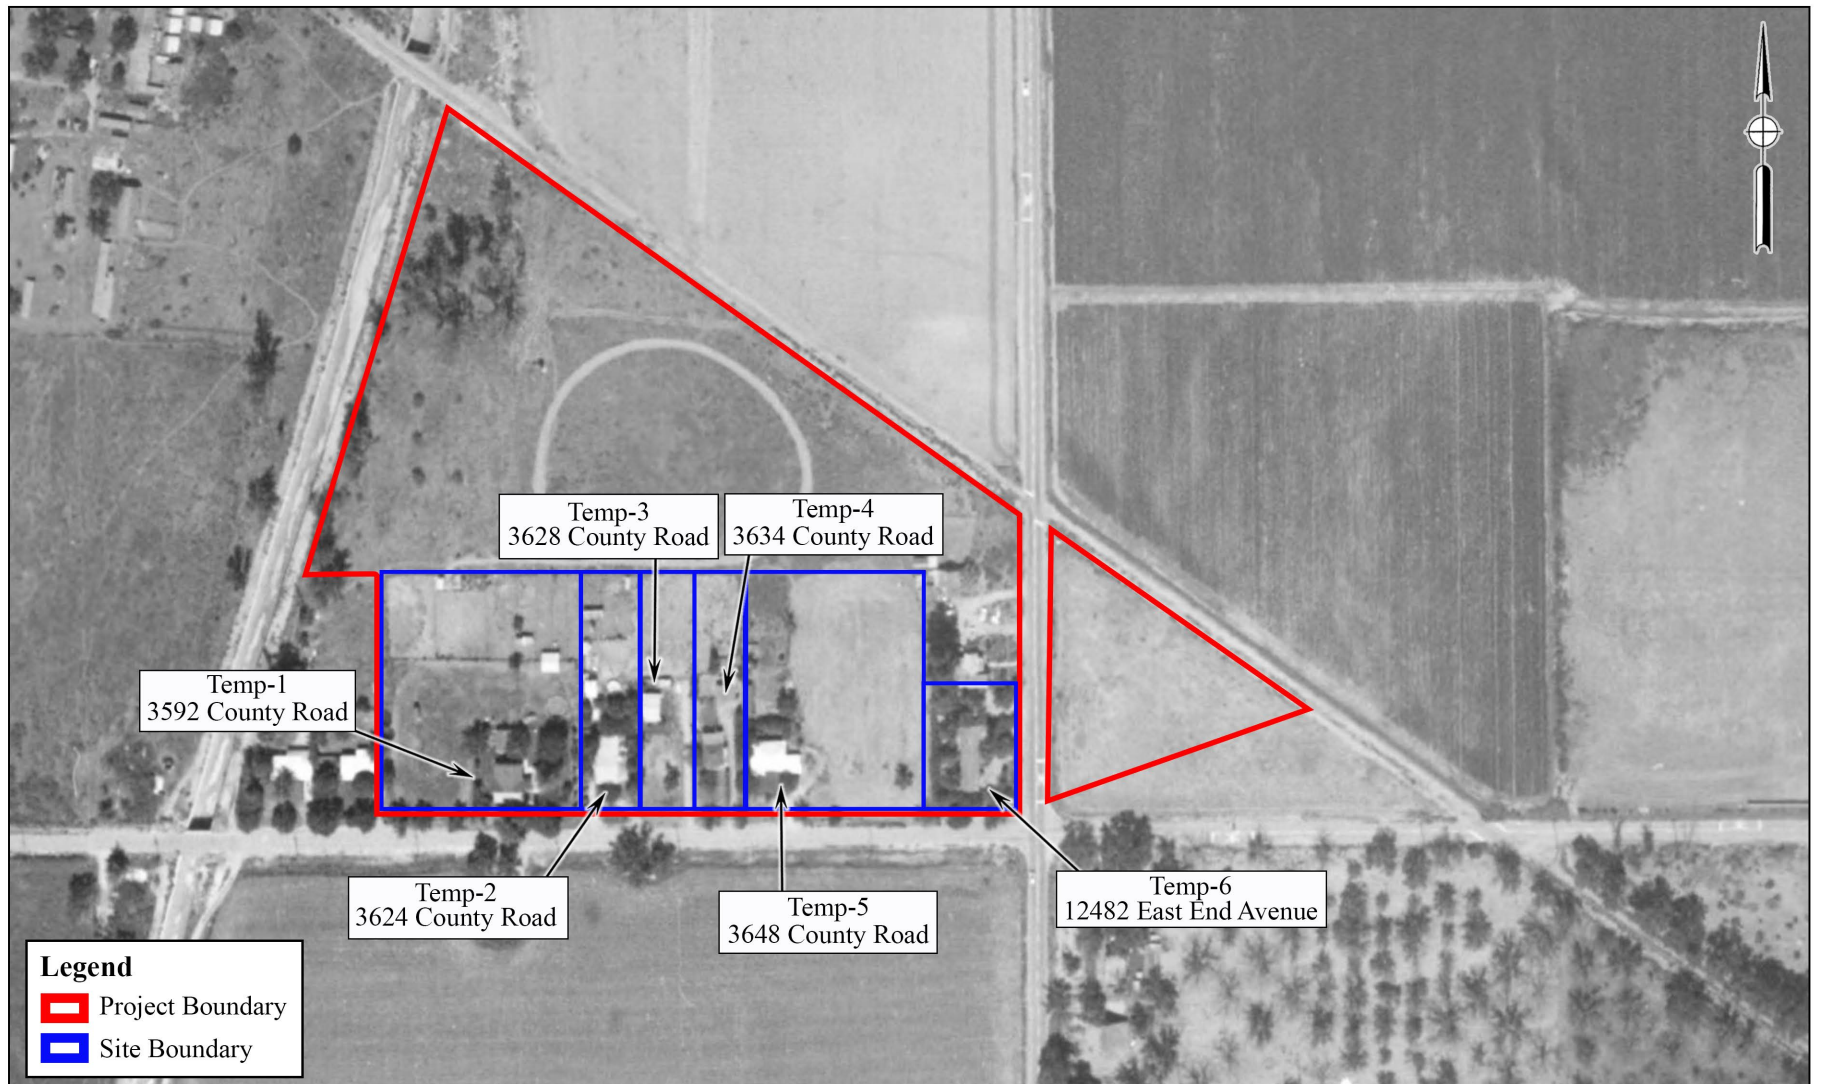 Temp-3
3628 County Road
Temp-4
3634 County Road
Temp-1
3592 County Road
Temp-2
3624 County Road
Temp-5
3648 County Road
Temp-6
12482 East End Avenue
Legend
Project Boundary
Site Boundary